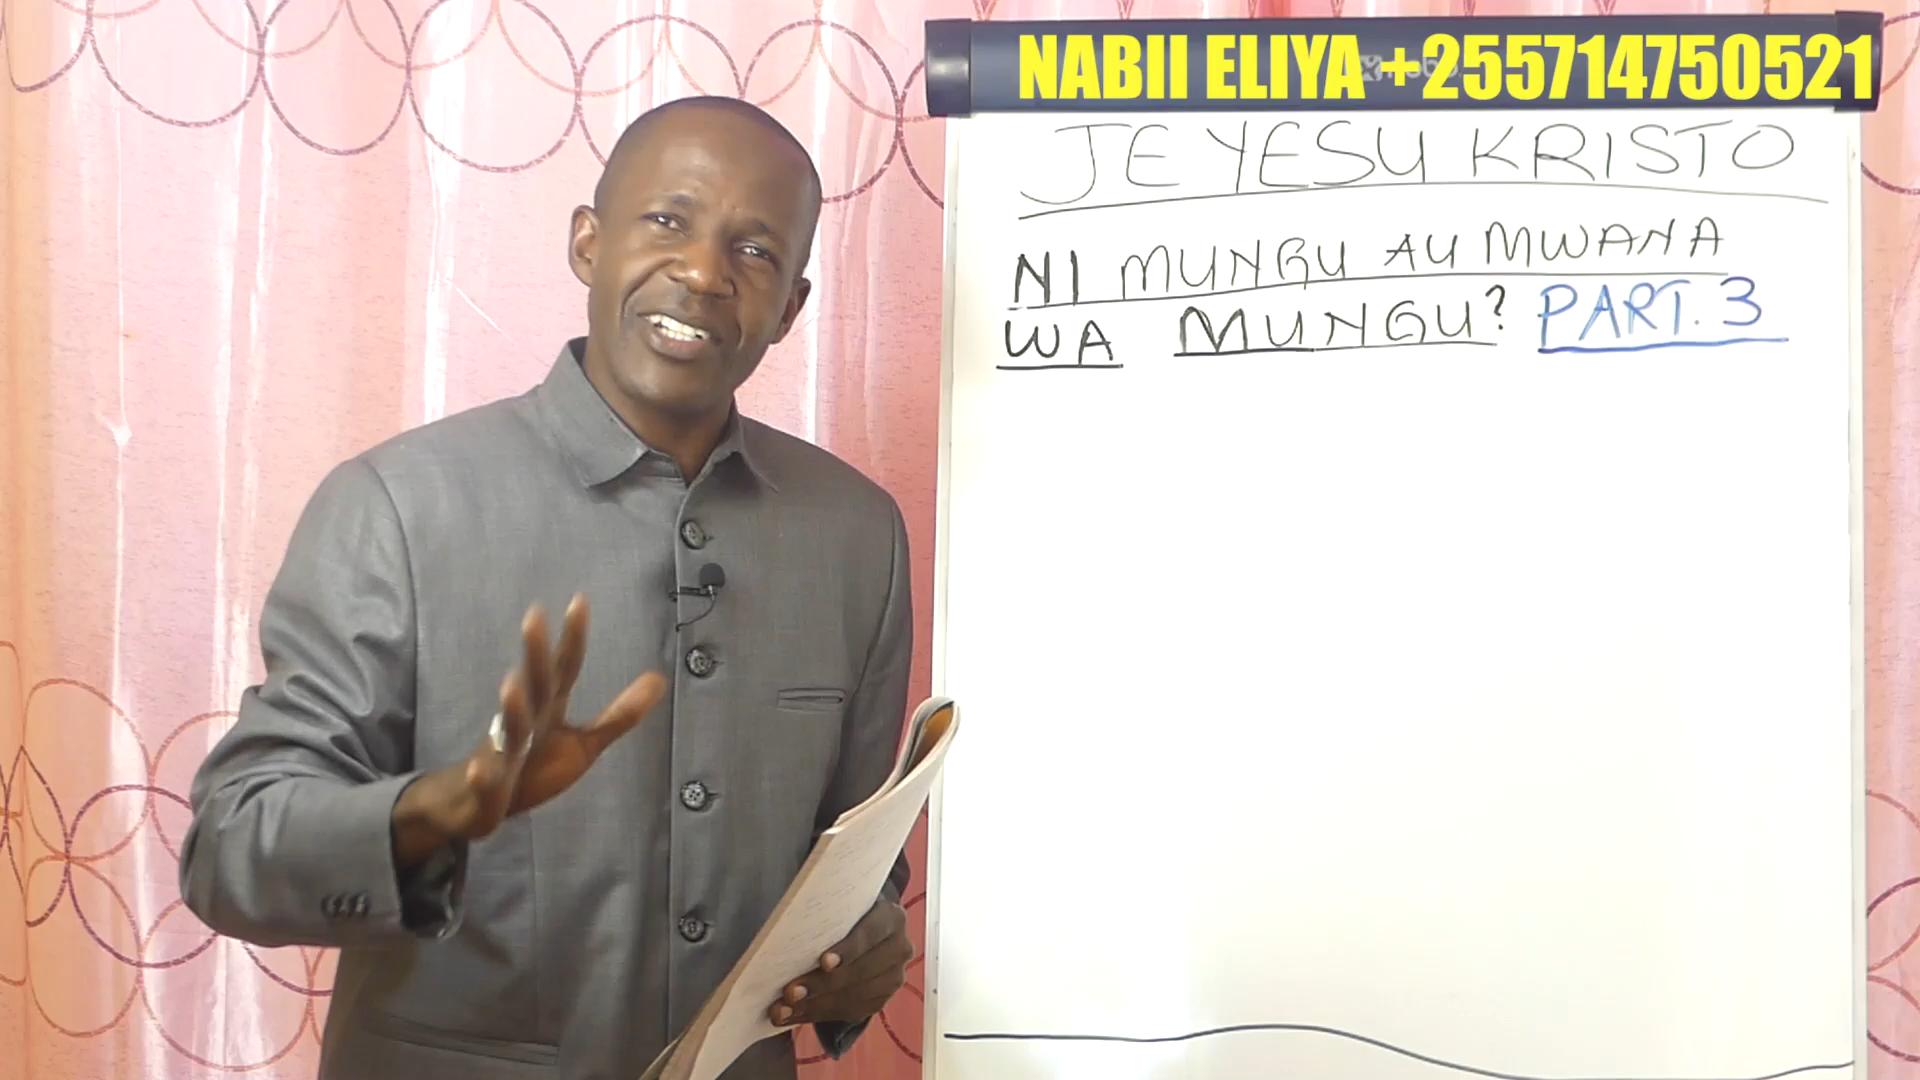 NABII ELIYA +255714750521
JE YESU KRISTO
NI MUNGU AU MWANA
WA MUNGU? PART.3